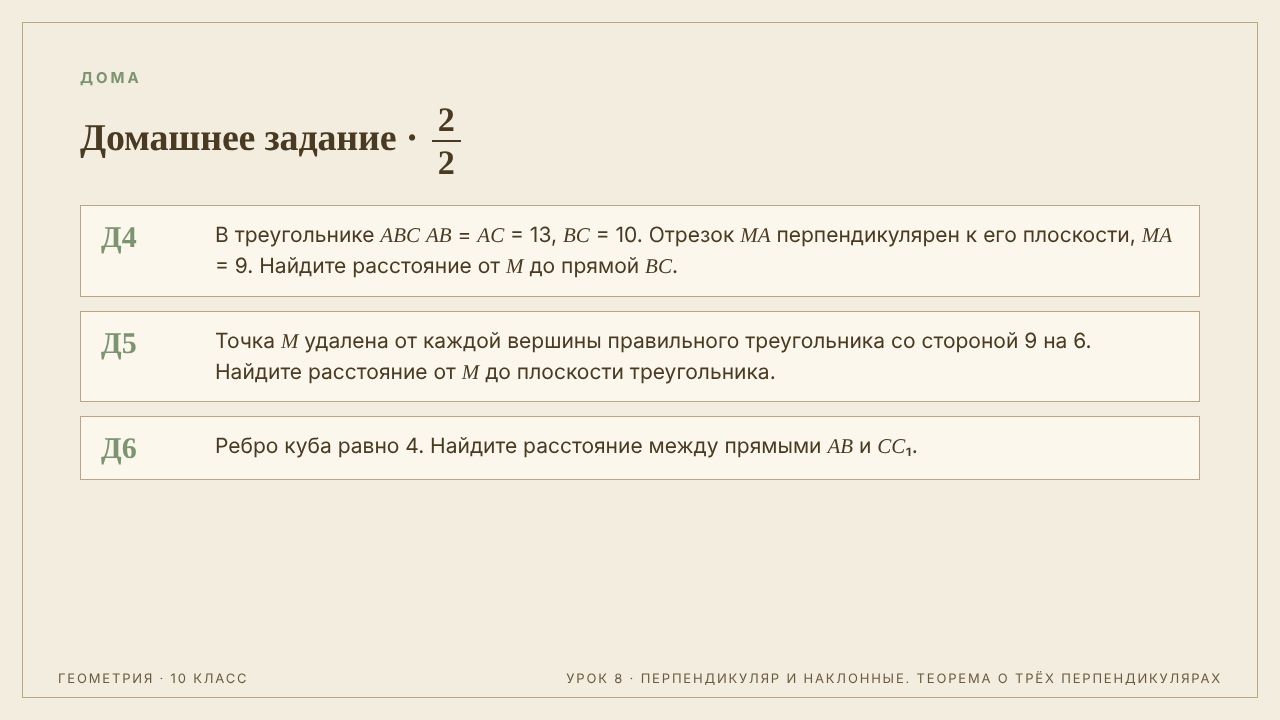 ДОМА
Домашнее задание · 2/2
Д4
В треугольнике ABC AB = AC = 13, BC = 10. Отрезок MA перпендикулярен к его плоскости, MA
= 9. Найдите расстояние от M до прямой BC.
Д5
Точка M удалена от каждой вершины правильного треугольника со стороной 9 на 6.
Найдите расстояние от M до плоскости треугольника.
Д6
Ребро куба равно 4. Найдите расстояние между прямыми AB и CC₁.
ГЕОМЕТРИЯ · 10 КЛАСС
УРОК 8 · ПЕРПЕНДИКУЛЯР И НАКЛОННЫЕ. ТЕОРЕМА О ТРЁХ ПЕРПЕНДИКУЛЯРАХ